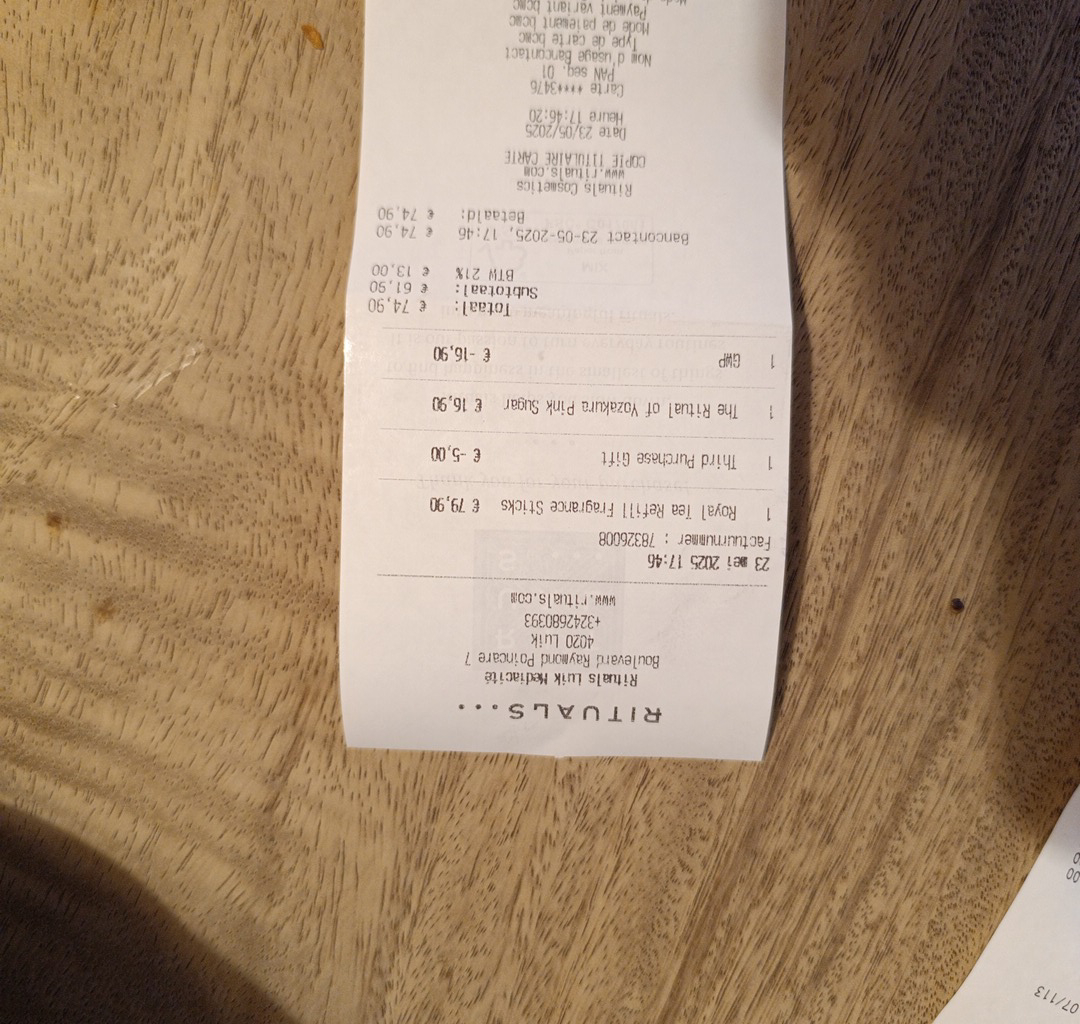 RITUALS...
Rituals Luik Mediacité
Boulevard Raymond Poincare 7
4020 Luik
+3242680393
www.rituals.com
23 mei 2025 17:46
Factuurnummer : 78326008
1 Royal Tea Refill Fragrance Sticks € 79,90
1 Third Purchase Gift € -5,00
1 The Ritual of Yozakura Pink Sugar € 16,90
1 GWP € -16,90
Totaal: € 74,90
Subtotaal: € 61,90
BTW 21% € 13,00
Bancontact 23-05-2025, 17:46 € 74,90
Betaald: € 74,90
Rituals Cosmetics
www.rituals.com
COPIE TITULAIRE CARTE
Date 23/05/2025
Heure 17:46:20
Carte ****3476
PAN seq. 01
Nom d'usage Bancontact
Type de carte bcmc
Mode de paiement bcmc
Payment variant bcmc
07/113